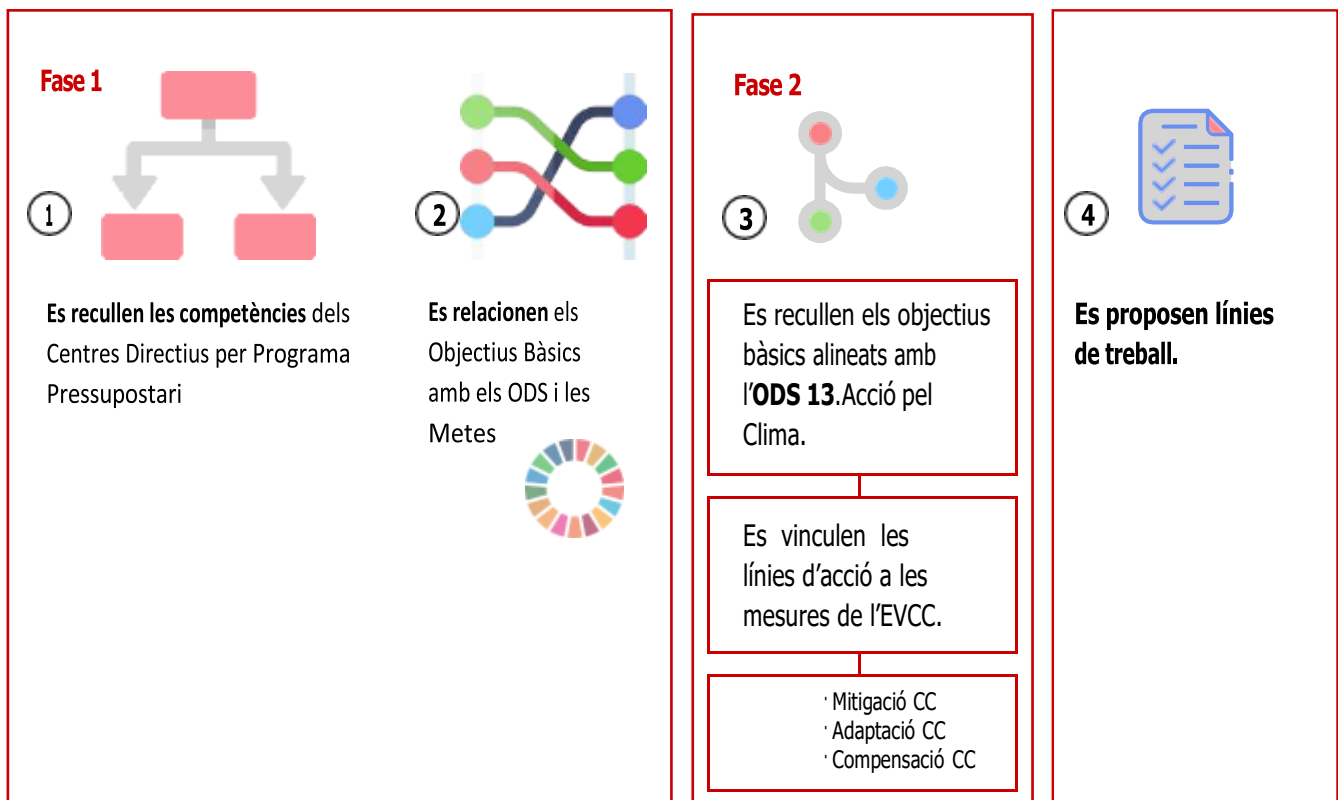 Fase 1
1
Es recullen les competències dels
Centres Directius per Programa
Pressupostari
2
Es relacionen els
Objectius Bàsics
amb els ODS i les
Metes
Fase 2
3
Es recullen els objectius
bàsics alineats amb
l’ODS 13.Acció pel
Clima.
Es vinculen les
línies d’acció a les
mesures de l’EVCC.
· Mitigació CC
· Adaptació CC
· Compensació CC
4
Es proposen línies
de treball.